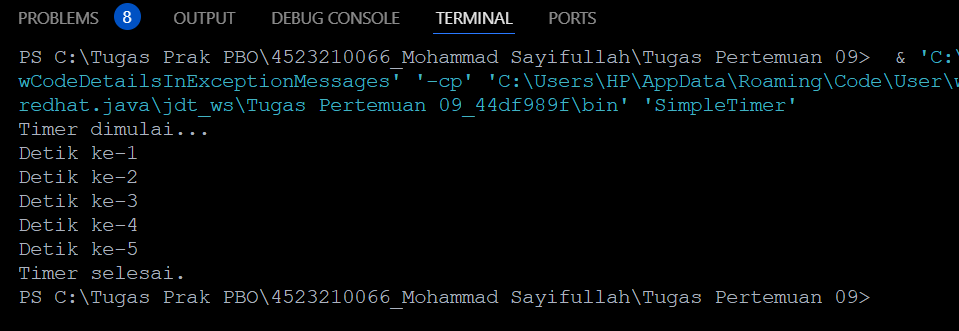 PROBLEMS 8 OUTPUT DEBUG CONSOLE TERMINAL PORTS
PS C:\Tugas Prak PBO\4523210066_Mohammad Sayifullah\Tugas Pertemuan 09>  & 'C:\
wCodeDetailsInExceptionMessages' '-cp' 'C:\Users\HP\AppData\Roaming\Code\User\w
redhat.java\jdt_ws\Tugas Pertemuan 09_44df989f\bin' 'SimpleTimer'
Timer dimulai...
Detik ke-1
Detik ke-2
Detik ke-3
Detik ke-4
Detik ke-5
Timer selesai.
PS C:\Tugas Prak PBO\4523210066_Mohammad Sayifullah\Tugas Pertemuan 09>